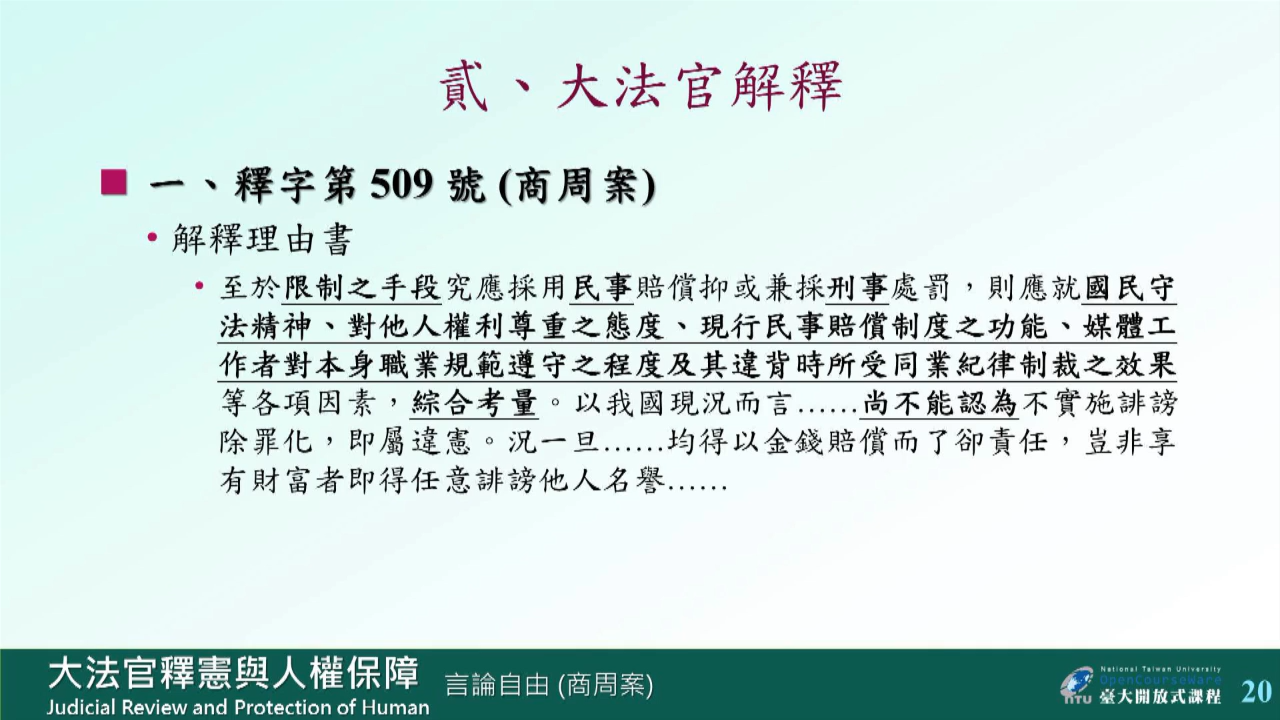 貳、大法官解釋
一、釋字第 509 號 (商周案)
解釋理由書
至於限制之手段究應採用民事賠償抑或兼採刑事處罰，則應就國民守
法精神、對他人權利尊重之態度、現行民事賠償制度之功能、媒體工
作者對本身職業規範遵守之程度及其違背時所受同業紀律制裁之效果
等各項因素，綜合考量。以我國現況而言……尚不能認為不實施誹謗
除罪化，即屬違憲。況一旦……均得以金錢賠償而了卻責任，豈非享
有財富者即得任意誹謗他人名譽……
大法官釋憲與人權保障
Judicial Review and Protection of Human
言論自由 (商周案)
National Taiwan University
OpenCourseWare
NTU 臺大開放式課程
20